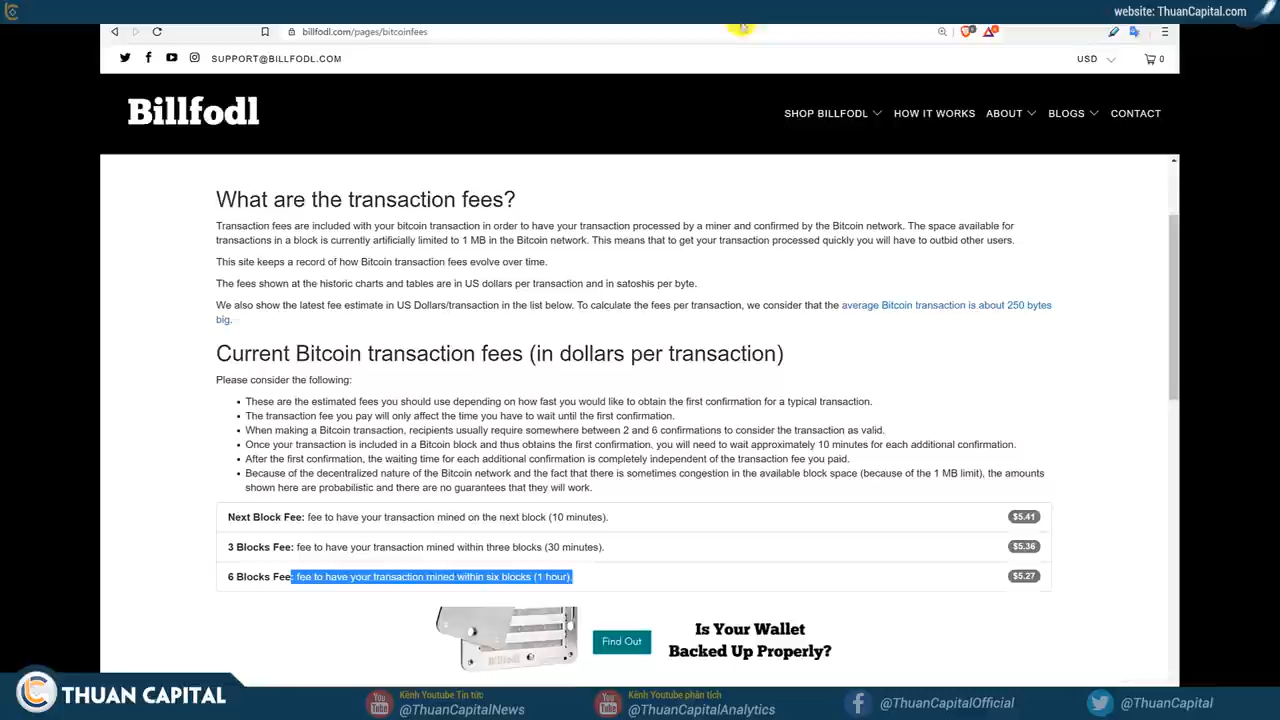 website: ThuanCapital.com
billfodl.com/pages/bitcoinfees
SUPPORT@BILLFODL.COM
USD
0
Billfodl
SHOP BILLFODL
HOW IT WORKS
ABOUT
BLOGS
CONTACT
What are the transaction fees?
Transaction fees are included with your bitcoin transaction in order to have your transaction processed by a miner and confirmed by the Bitcoin network. The space available for
transactions in a block is currently artificially limited to 1 MB in the Bitcoin network. This means that to get your transaction processed quickly you will have to outbid other users.
This site keeps a record of how Bitcoin transaction fees evolve over time.
The fees shown at the historic charts and tables are in US dollars per transaction and in satoshis per byte.
We also show the latest fee estimate in US Dollars/transaction in the list below. To calculate the fees per transaction, we consider that the average Bitcoin transaction is about 250 bytes
big.
Current Bitcoin transaction fees (in dollars per transaction)
Please consider the following:
• These are the estimated fees you should use depending on how fast you would like to obtain the first confirmation for a typical transaction.
• The transaction fee you pay will only affect the time you have to wait until the first confirmation.
• When making a Bitcoin transaction, recipients usually require somewhere between 2 and 6 confirmations to consider the transaction as valid.
• Once your transaction is included in a Bitcoin block and thus obtains the first confirmation, you will need to wait approximately 10 minutes for each additional confirmation.
• After the first confirmation, the waiting time for each additional confirmation is completely independent of the transaction fee you paid.
• Because of the decentralized nature of the Bitcoin network and the fact that there is sometimes congestion in the available block space (because of the 1 MB limit), the amounts
shown here are probabilistic and there are no guarantees that they will work.
Next Block Fee: fee to have your transaction mined on the next block (10 minutes). $5.41
3 Blocks Fee: fee to have your transaction mined within three blocks (30 minutes). $5.36
6 Blocks Fee: fee to have your transaction mined within six blocks (1 hour). $5.27
Billfodl
Find Out
Is Your Wallet
Backed Up Properly?
THUAN CAPITAL
You
Tube
Kênh Youtube Tin tức
@ThuanCapitalNews
You
Tube
Kênh Youtube phân tích
@ThuanCapitalAnalytics
@ThuanCapitalOfficial
@ThuanCapital